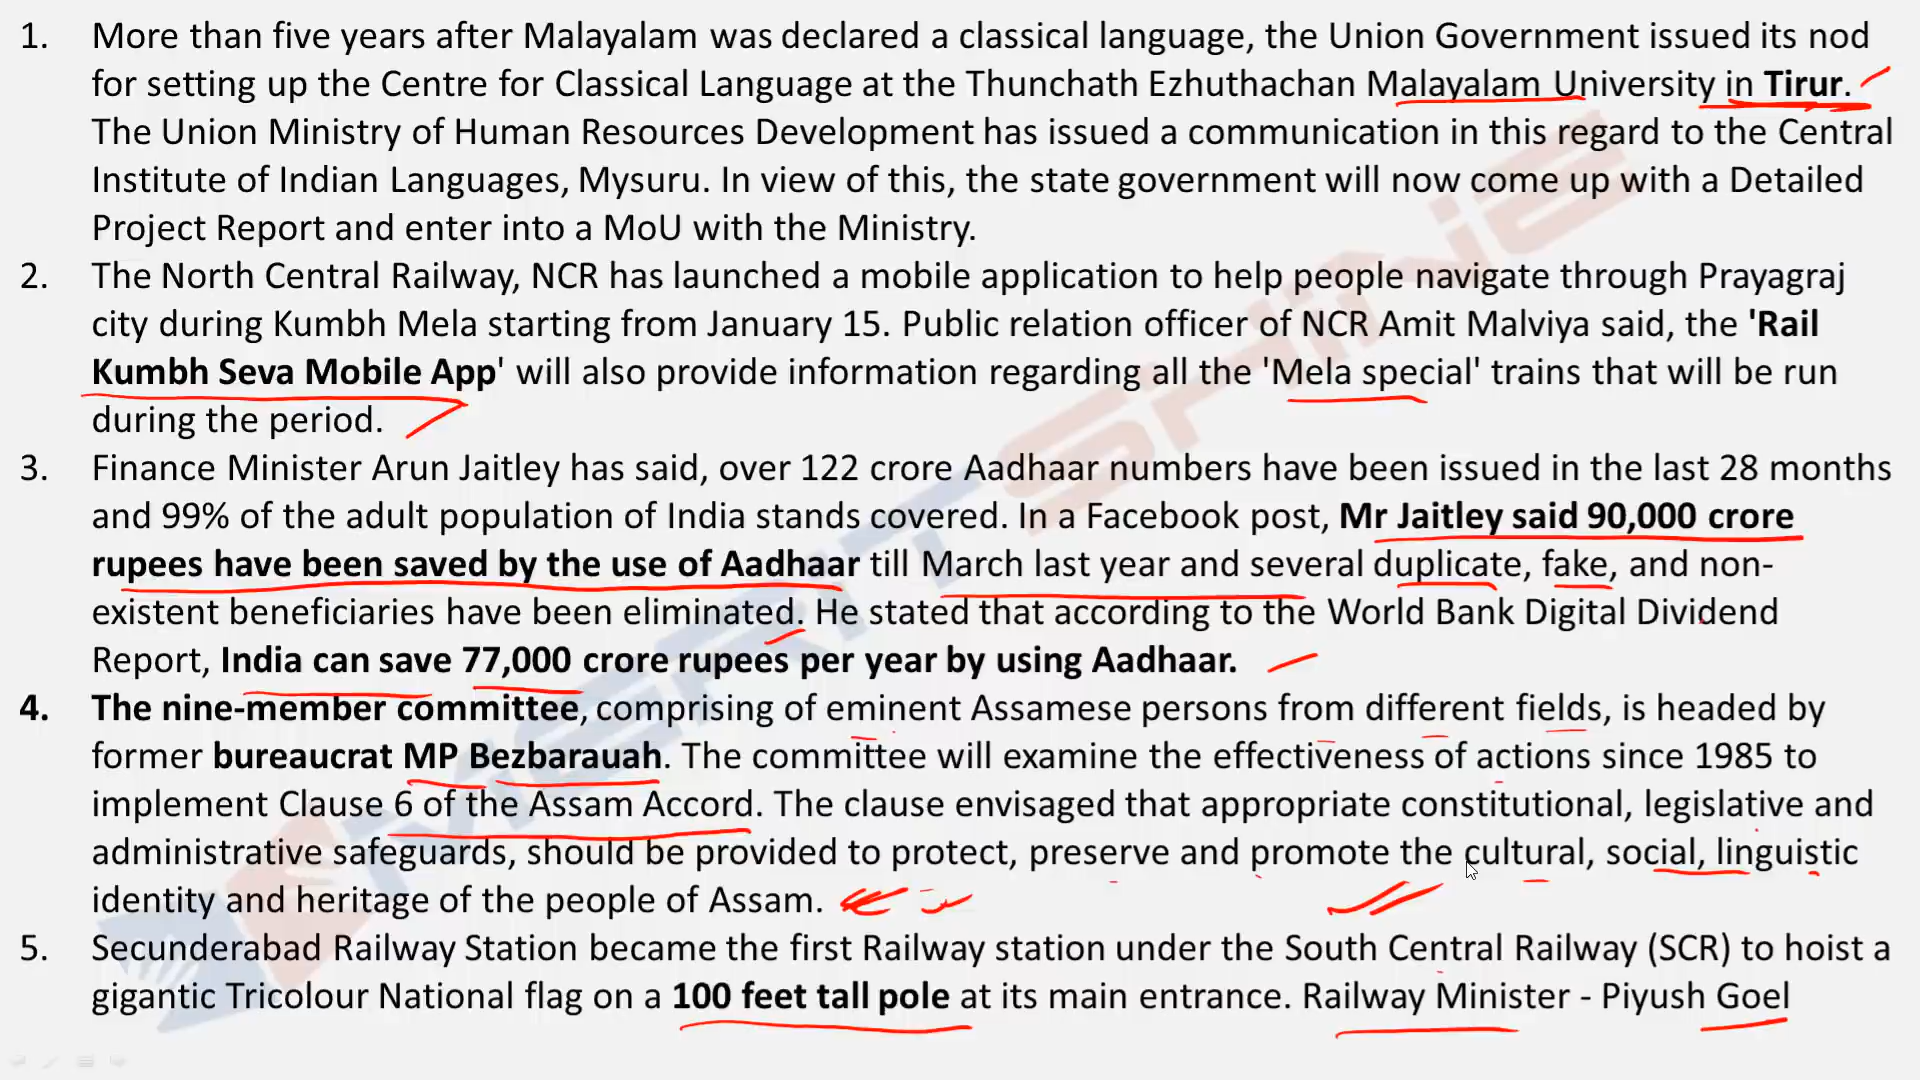 1. More than five years after Malayalam was declared a classical language, the Union Government issued its nod
for setting up the Centre for Classical Language at the Thunchath Ezhuthachan Malayalam University in Tirur.
The Union Ministry of Human Resources Development has issued a communication in this regard to the Central
Institute of Indian Languages, Mysuru. In view of this, the state government will now come up with a Detailed
Project Report and enter into a MoU with the Ministry.
2. The North Central Railway, NCR has launched a mobile application to help people navigate through Prayagraj
city during Kumbh Mela starting from January 15. Public relation officer of NCR Amit Malviya said, the 'Rail
Kumbh Seva Mobile App' will also provide information regarding all the 'Mela special' trains that will be run
during the period.
3. Finance Minister Arun Jaitley has said, over 122 crore Aadhaar numbers have been issued in the last 28 months
and 99% of the adult population of India stands covered. In a Facebook post, Mr Jaitley said 90,000 crore
rupees have been saved by the use of Aadhaar till March last year and several duplicate, fake, and non-
existent beneficiaries have been eliminated. He stated that according to the World Bank Digital Dividend
Report, India can save 77,000 crore rupees per year by using Aadhaar.
4. The nine-member committee, comprising of eminent Assamese persons from different fields, is headed by
former bureaucrat MP Bezbarauah. The committee will examine the effectiveness of actions since 1985 to
implement Clause 6 of the Assam Accord. The clause envisaged that appropriate constitutional, legislative and
administrative safeguards, should be provided to protect, preserve and promote the cultural, social, linguistic
identity and heritage of the people of Assam.
5. Secunderabad Railway Station became the first Railway station under the South Central Railway (SCR) to hoist a
gigantic Tricolour National flag on a 100 feet tall pole at its main entrance. Railway Minister - Piyush Goel
MERITSHINE